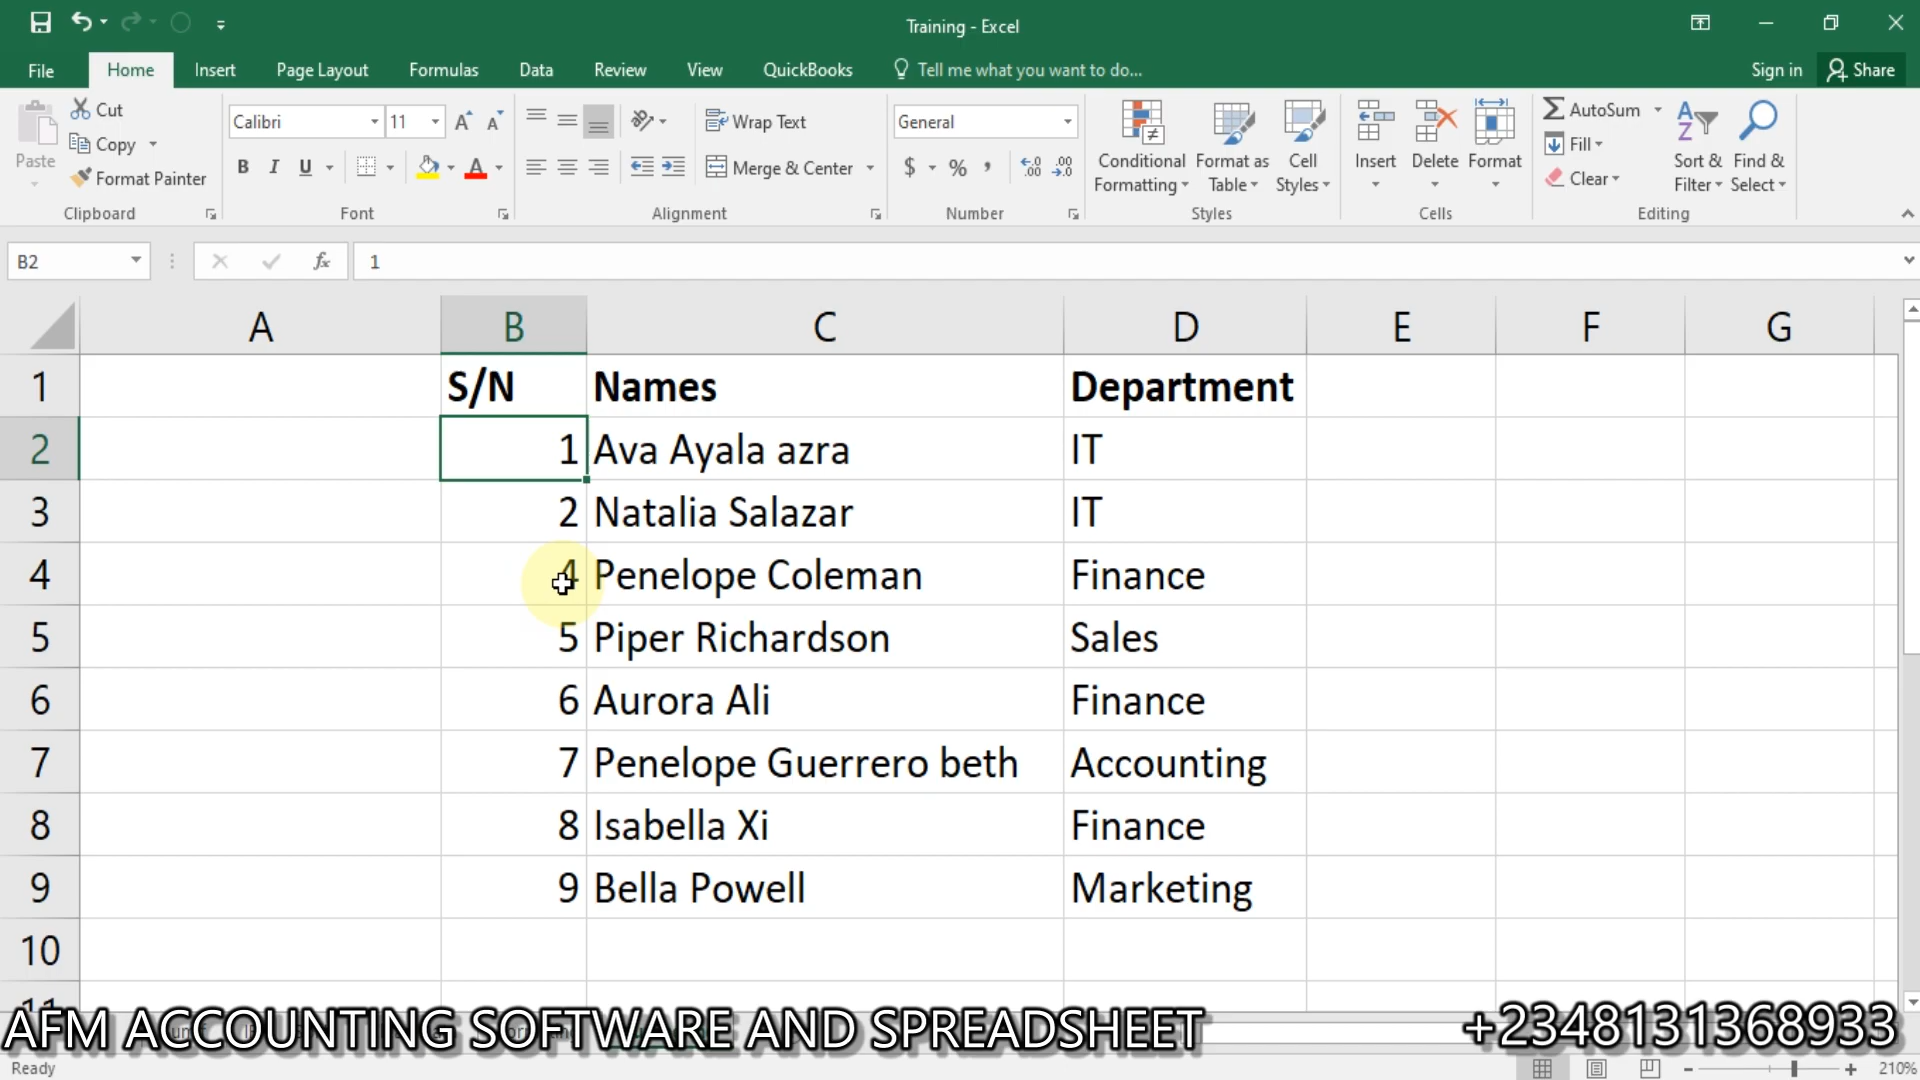 Training - Excel
File Home Insert Page Layout Formulas Data Review View QuickBooks Tell me what you want to do... Sign in Share
Paste
Cut
Copy
Format Painter
Clipboard
Calibri 11
B I U A
Font
Wrap Text
Merge & Center
Alignment
General
$ % ,
Number
Conditional Formatting
Format as Table
Cell Styles
Styles
Insert
Delete
Format
Cells
AutoSum
Fill
Clear
Sort & Filter
Find & Select
Editing
B2 fx 1
A B C D E F G
1 S/N Names Department
2 1 Ava Ayala azra IT
3 2 Natalia Salazar IT
4 4 Penelope Coleman Finance
5 5 Piper Richardson Sales
6 6 Aurora Ali Finance
7 7 Penelope Guerrero beth Accounting
8 8 Isabella Xi Finance
9 9 Bella Powell Marketing
10
11
AFM ACCOUNTING SOFTWARE AND SPREADSHEET +2348131368933
Ready 210%